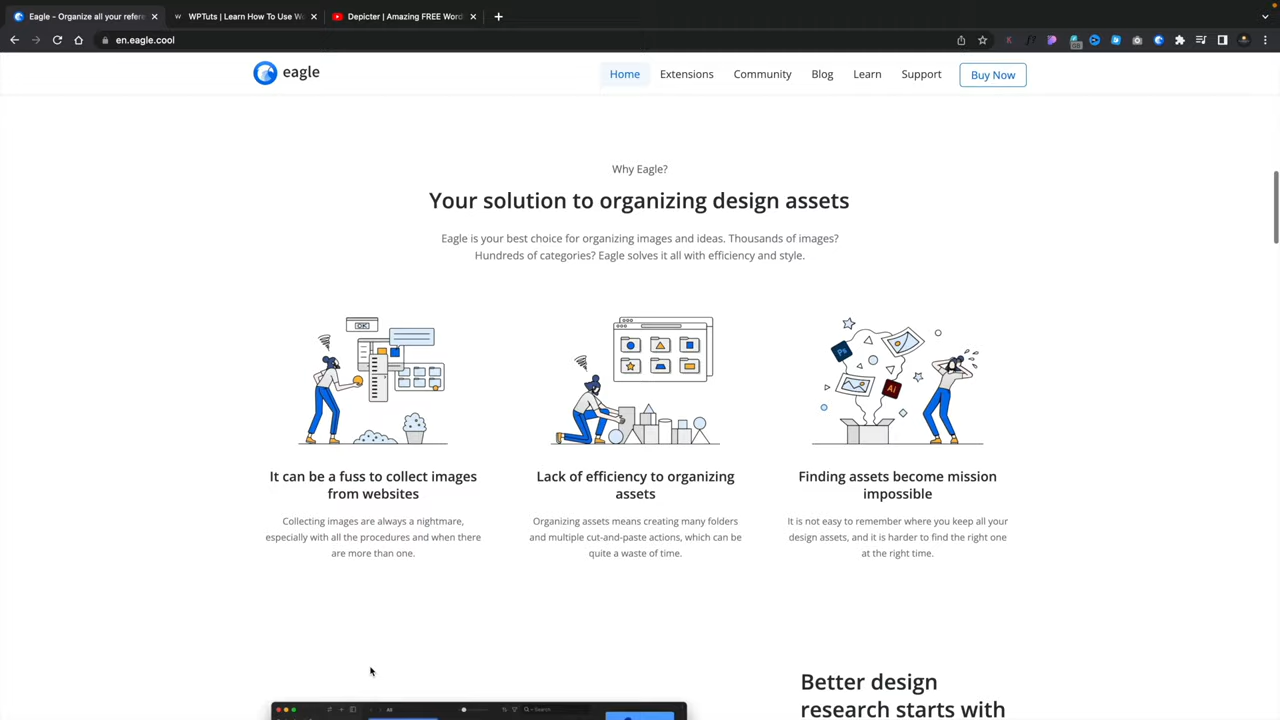 Eagle - Organize all your refere
WPTuts | Learn How To Use Wo
Depicter | Amazing FREE Word
en.eagle.cool
eagle
Home
Extensions
Community
Blog
Learn
Support
Buy Now
Why Eagle?
Your solution to organizing design assets
Eagle is your best choice for organizing images and ideas. Thousands of images?
Hundreds of categories? Eagle solves it all with efficiency and style.
OK
Ps
Ai
It can be a fuss to collect images
from websites
Collecting images are always a nightmare,
especially with all the procedures and when there
are more than one.
Lack of efficiency to organizing
assets
Organizing assets means creating many folders
and multiple cut-and-paste actions, which can be
quite a waste of time.
Finding assets become mission
impossible
It is not easy to remember where you keep all your
design assets, and it is harder to find the right one
at the right time.
All
Search
Better design
research starts with